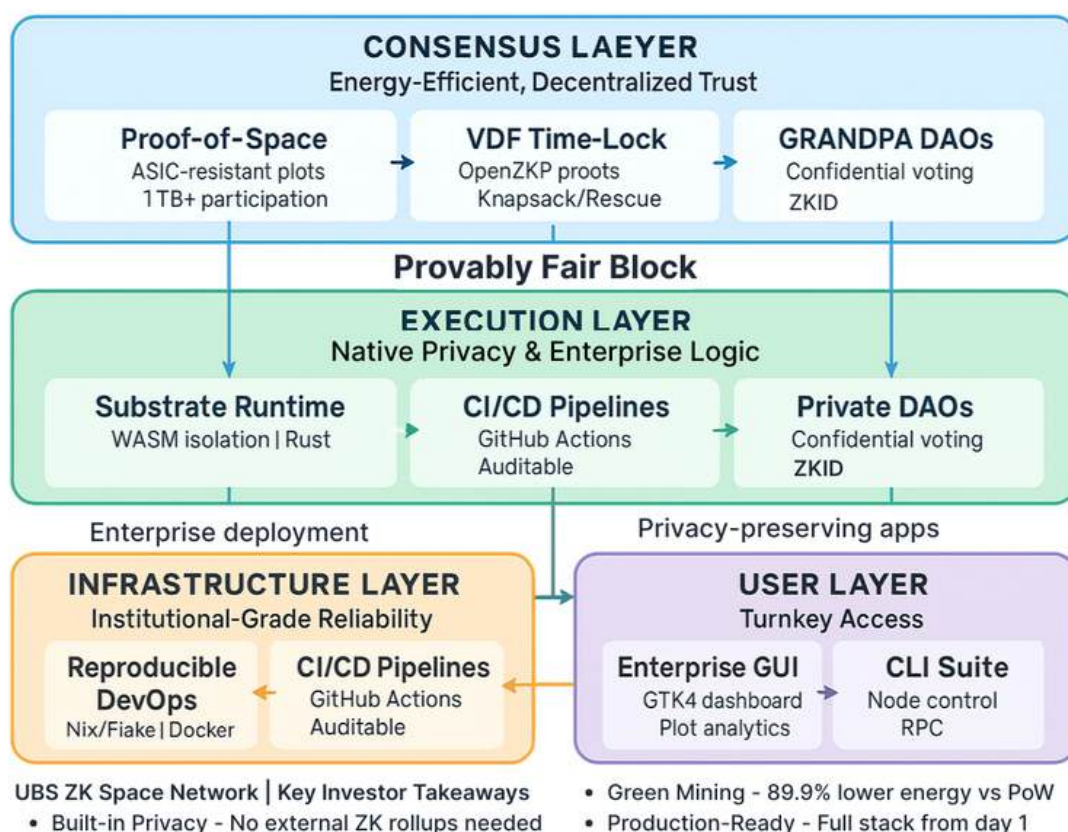 CONSENSUS LAEYER
Energy-Efficient, Decentralized Trust
Proof-of-Space
ASIC-resistant plots
1TB+ participation
VDF Time-Lock
OpenZKP proots
Knapsack/Rescue
GRANDPA DAOs
Confidential voting
ZKID
Provably Fair Block
EXECUTION LAYER
Native Privacy & Enterprise Logic
Substrate Runtime
WASM isolation | Rust
CI/CD Pipelines
GitHub Actions
Auditable
Private DAOs
Confidential voting
ZKID
Enterprise deployment
Privacy-preserving apps
INFRASTRUCTURE LAYER
Institutional-Grade Reliability
Reproducible
DevOps
Nix/Fiake | Docker
CI/CD Pipelines
GitHub Actions
Auditable
USER LAYER
Turnkey Access
Enterprise GUI
GTK4 dashboard
Plot analytics
CLI Suite
Node control
RPC
UBS ZK Space Network | Key Investor Takeaways
• Built-in Privacy - No external ZK rollups needed
• Green Mining - 89.9% lower energy vs PoW
• Production-Ready - Full stack from day 1